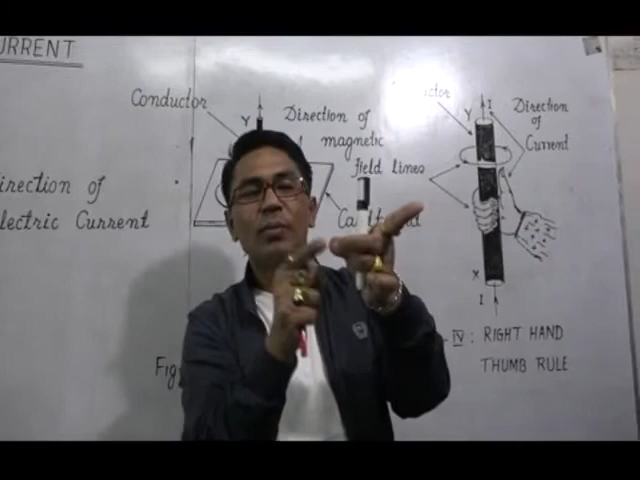 URRENT
Conductor
Y
Direction of
magnetic
field lines
irection of
lectric Current
Fig
tor
Y I
Direction
of
Current
X
I
IV : RIGHT HAND
THUMB RULE